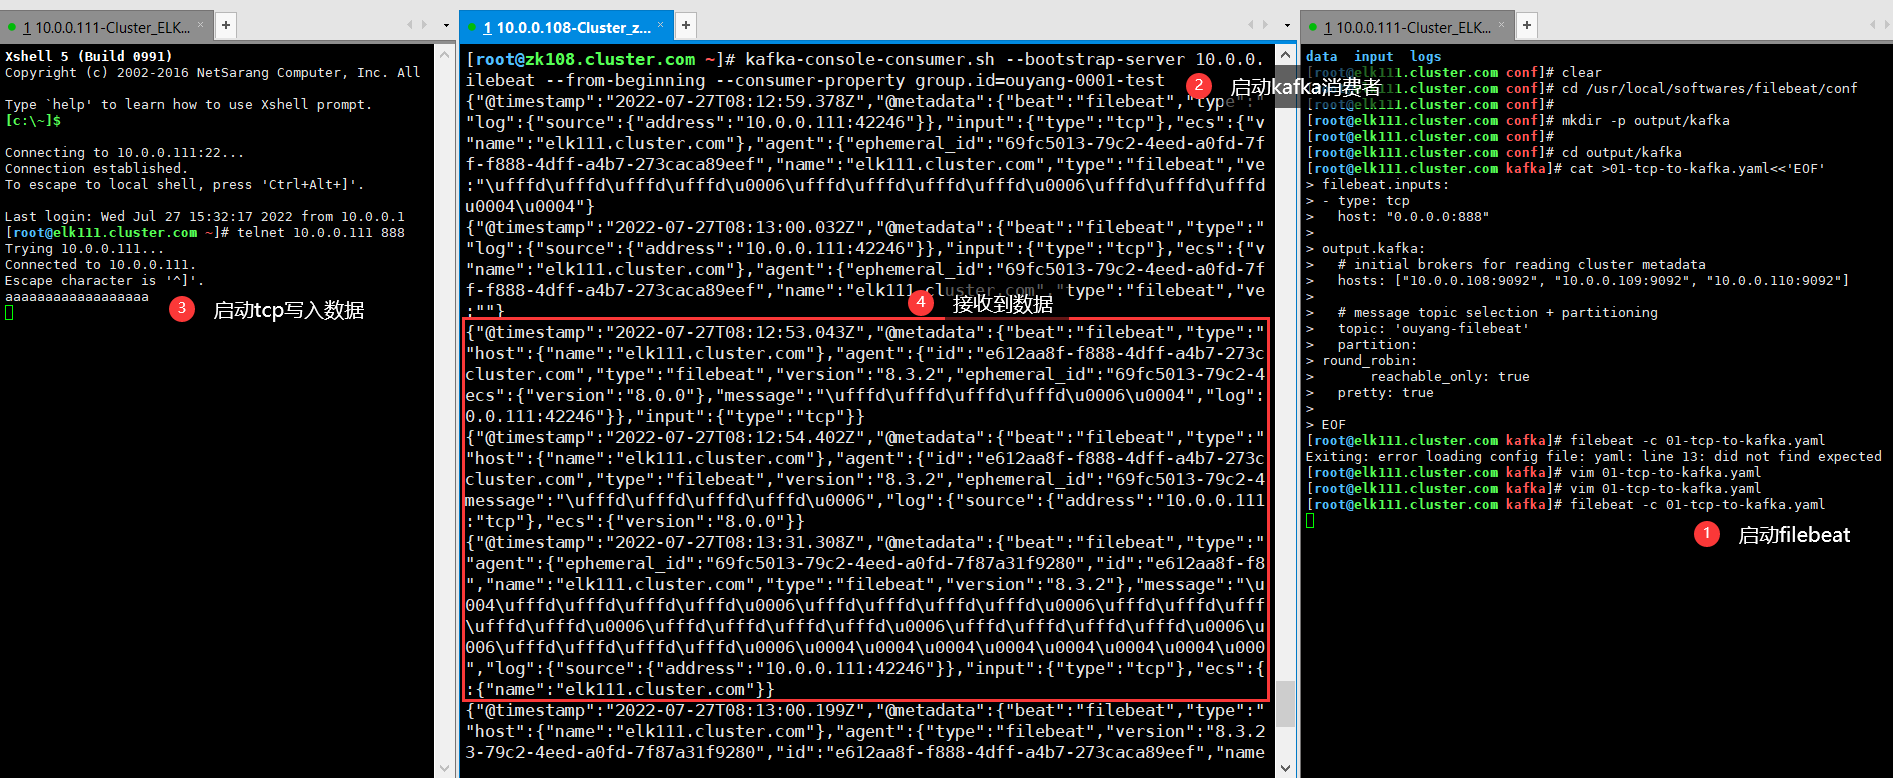 1 10.0.0.111-Cluster_ELK...
Xshell 5 (Build 0991)
Copyright (c) 2002-2016 NetSarang Computer, Inc. All
Type `help' to learn how to use Xshell prompt.
[c:\~]$
Connecting to 10.0.0.111:22...
Connection established.
To escape to local shell, press 'Ctrl+Alt+]'.
Last login: Wed Jul 27 15:32:17 2022 from 10.0.0.1
[root@elk111.cluster.com ~]# telnet 10.0.0.111 888
Trying 10.0.0.111...
Connected to 10.0.0.111.
Escape character is '^]'.
aaaaaaaaaaaaaaaaaa
3 启动tcp写入数据
1 10.0.0.108-Cluster_z...
[root@zk108.cluster.com ~]# kafka-console-consumer.sh --bootstrap-server 10.0.0.
ilebeat --from-beginning --consumer-property group.id=ouyang-0001-test
2 启动kafka消费者
{"@timestamp":"2022-07-27T08:12:59.378Z","@metadata":{"beat":"filebeat","type":"
"log":{"source":{"address":"10.0.0.111:42246"}},"input":{"type":"tcp"},"ecs":{"v
"name":"elk111.cluster.com"},"agent":{"ephemeral_id":"69fc5013-79c2-4eed-a0fd-7f
f-f888-4dff-a4b7-273caca89eef","name":"elk111.cluster.com","type":"filebeat","ve
:"\ufffd\ufffd\ufffd\ufffd\u0006\ufffd\ufffd\ufffd\ufffd\u0006\ufffd\ufffd\ufffd
u0004\u0004"}
{"@timestamp":"2022-07-27T08:13:00.032Z","@metadata":{"beat":"filebeat","type":"
"log":{"source":{"address":"10.0.0.111:42246"}},"input":{"type":"tcp"},"ecs":{"v
"name":"elk111.cluster.com"},"agent":{"ephemeral_id":"69fc5013-79c2-4eed-a0fd-7f
f-f888-4dff-a4b7-273caca89eef","name":"elk111.cluster.com","type":"filebeat","ve
:""}
4 接收到数据
{"@timestamp":"2022-07-27T08:12:53.043Z","@metadata":{"beat":"filebeat","type":"
"host":{"name":"elk111.cluster.com"},"agent":{"id":"e612aa8f-f888-4dff-a4b7-273c
cluster.com","type":"filebeat","version":"8.3.2","ephemeral_id":"69fc5013-79c2-4
ecs":{"version":"8.0.0"},"message":"\ufffd\ufffd\ufffd\ufffd\u0006\u0004","log":
0.0.111:42246"}},"input":{"type":"tcp"}}
{"@timestamp":"2022-07-27T08:12:54.402Z","@metadata":{"beat":"filebeat","type":"
"host":{"name":"elk111.cluster.com"},"agent":{"id":"e612aa8f-f888-4dff-a4b7-273c
cluster.com","type":"filebeat","version":"8.3.2","ephemeral_id":"69fc5013-79c2-4
message":"\ufffd\ufffd\ufffd\ufffd\u0006","log":{"source":{"address":"10.0.0.111
:"tcp"},"ecs":{"version":"8.0.0"}}
{"@timestamp":"2022-07-27T08:13:31.308Z","@metadata":{"beat":"filebeat","type":"
"agent":{"ephemeral_id":"69fc5013-79c2-4eed-a0fd-7f87a31f9280","id":"e612aa8f-f8
,"name":"elk111.cluster.com","type":"filebeat","version":"8.3.2"},"message":"\u
004\ufffd\ufffd\ufffd\ufffd\u0006\ufffd\ufffd\ufffd\ufffd\u0006\ufffd\ufffd\ufff
\ufffd\ufffd\u0006\ufffd\ufffd\ufffd\ufffd\u0006\ufffd\ufffd\ufffd\ufffd\u0006\u
006\ufffd\ufffd\ufffd\ufffd\u0006\u0004\u0004\u0004\u0004\u0004\u0004\u0004\u000
","log":{"source":{"address":"10.0.0.111:42246"}},"input":{"type":"tcp"},"ecs":{
:{"name":"elk111.cluster.com"}}
{"@timestamp":"2022-07-27T08:13:00.199Z","@metadata":{"beat":"filebeat","type":"
"host":{"name":"elk111.cluster.com"},"agent":{"type":"filebeat","version":"8.3.2
3-79c2-4eed-a0fd-7f87a31f9280","id":"e612aa8f-f888-4dff-a4b7-273caca89eef","name
1 10.0.0.111-Cluster_ELK...
data  input  logs
[root@elk111.cluster.com conf]# clear
[root@elk111.cluster.com conf]# cd /usr/local/softwares/filebeat/conf
[root@elk111.cluster.com conf]#
[root@elk111.cluster.com conf]# mkdir -p output/kafka
[root@elk111.cluster.com conf]#
[root@elk111.cluster.com conf]# cd output/kafka
[root@elk111.cluster.com kafka]# cat >01-tcp-to-kafka.yaml<<'EOF'
> filebeat.inputs:
> - type: tcp
>   host: "0.0.0.0:888"
>
> output.kafka:
>   # initial brokers for reading cluster metadata
>   hosts: ["10.0.0.108:9092", "10.0.0.109:9092", "10.0.0.110:9092"]
>
>   # message topic selection + partitioning
>   topic: 'ouyang-filebeat'
>   partition:
> round_robin:
>       reachable_only: true
>   pretty: true
>
> EOF
[root@elk111.cluster.com kafka]# filebeat -c 01-tcp-to-kafka.yaml
Exiting: error loading config file: yaml: line 13: did not find expected
[root@elk111.cluster.com kafka]# vim 01-tcp-to-kafka.yaml
[root@elk111.cluster.com kafka]# vim 01-tcp-to-kafka.yaml
[root@elk111.cluster.com kafka]# filebeat -c 01-tcp-to-kafka.yaml
1 启动filebeat